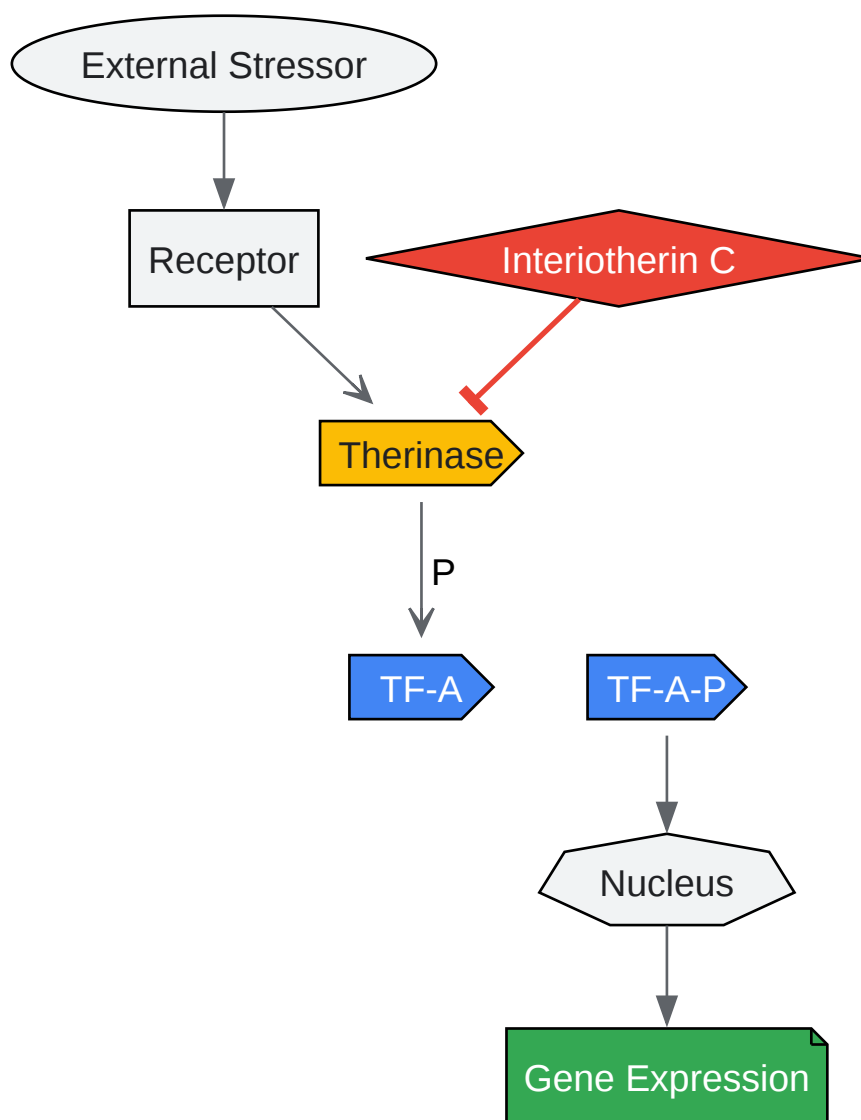 External Stressor
Receptor
Interiotherin C
Therinase
P
TF-A
TF-A-P
Nucleus
Gene Expression